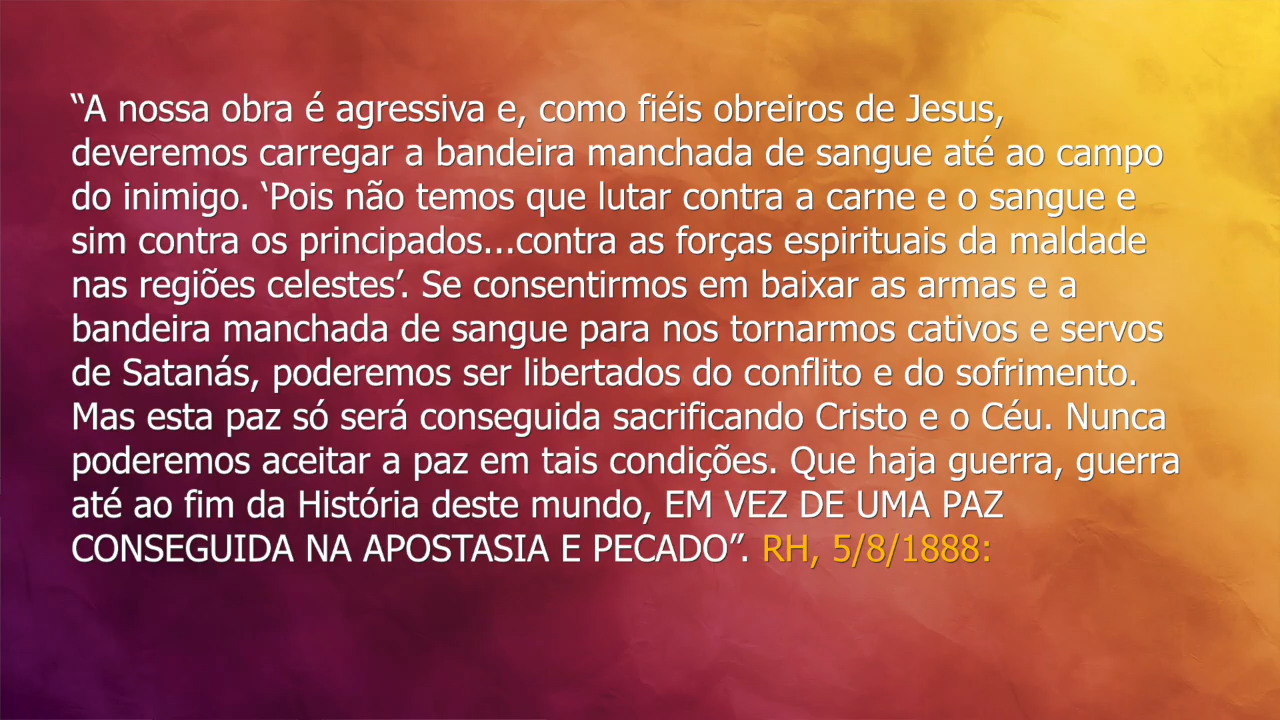 “A nossa obra é agressiva e, como fiéis obreiros de Jesus,
deveremos carregar a bandeira manchada de sangue até ao campo
do inimigo. ‘Pois não temos que lutar contra a carne e o sangue e
sim contra os principados...contra as forças espirituais da maldade
nas regiões celestes’. Se consentirmos em baixar as armas e a
bandeira manchada de sangue para nos tornarmos cativos e servos
de Satanás, poderemos ser libertados do conflito e do sofrimento.
Mas esta paz só será conseguida sacrificando Cristo e o Céu. Nunca
poderemos aceitar a paz em tais condições. Que haja guerra, guerra
até ao fim da História deste mundo, EM VEZ DE UMA PAZ
CONSEGUIDA NA APOSTASIA E PECADO”. RH, 5/8/1888: